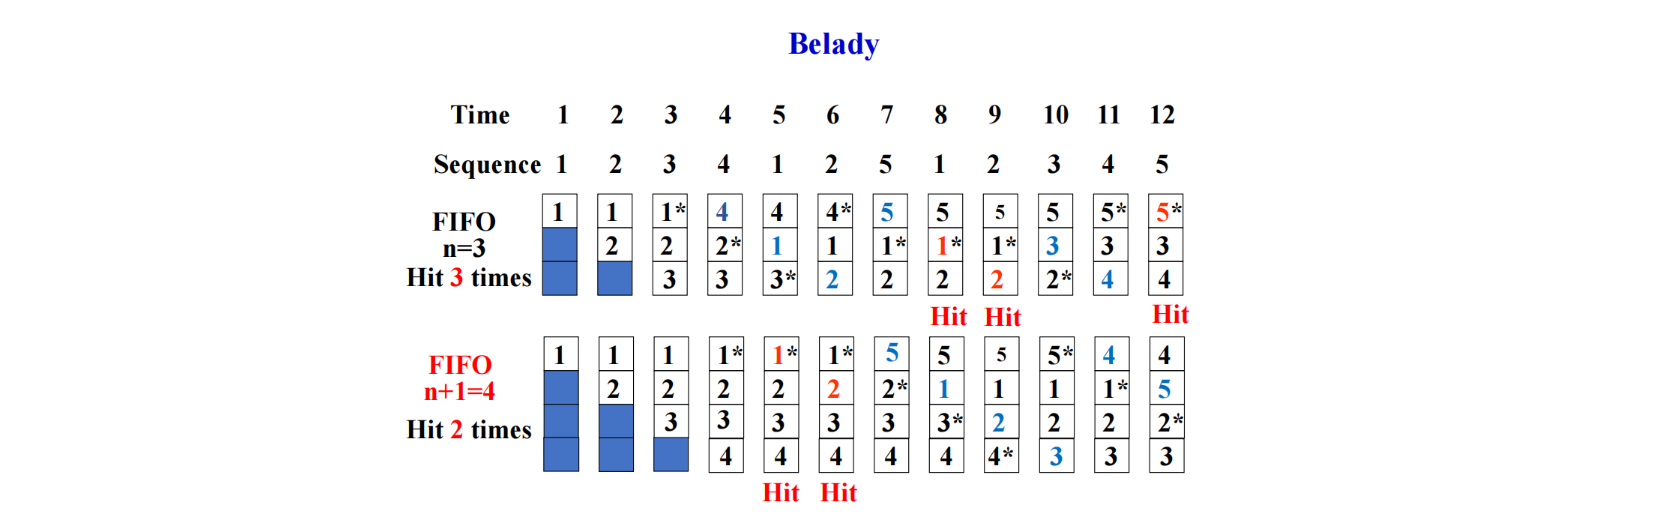 Belady
Time 1 2 3 4 5 6 7 8 9 10 11 12
Sequence 1 2 3 4 1 2 5 1 2 3 4 5
FIFO
n=3
Hit 3 times
1 1 1* 4 4 4* 5 5 5 5 5* 5*
2 2 2* 1 1 1* 1* 1* 3 3 3
3 3 3* 2 2 2 2 2* 4 4
Hit Hit Hit
FIFO
n+1=4
Hit 2 times
1 1 1 1* 1* 1* 5 5 5 5* 4 4
2 2 2 2 2 2* 1 1 1 1* 5
3 3 3 3 3 3* 2 2 2 2*
4 4 4 4 4 4* 3 3 3
Hit Hit